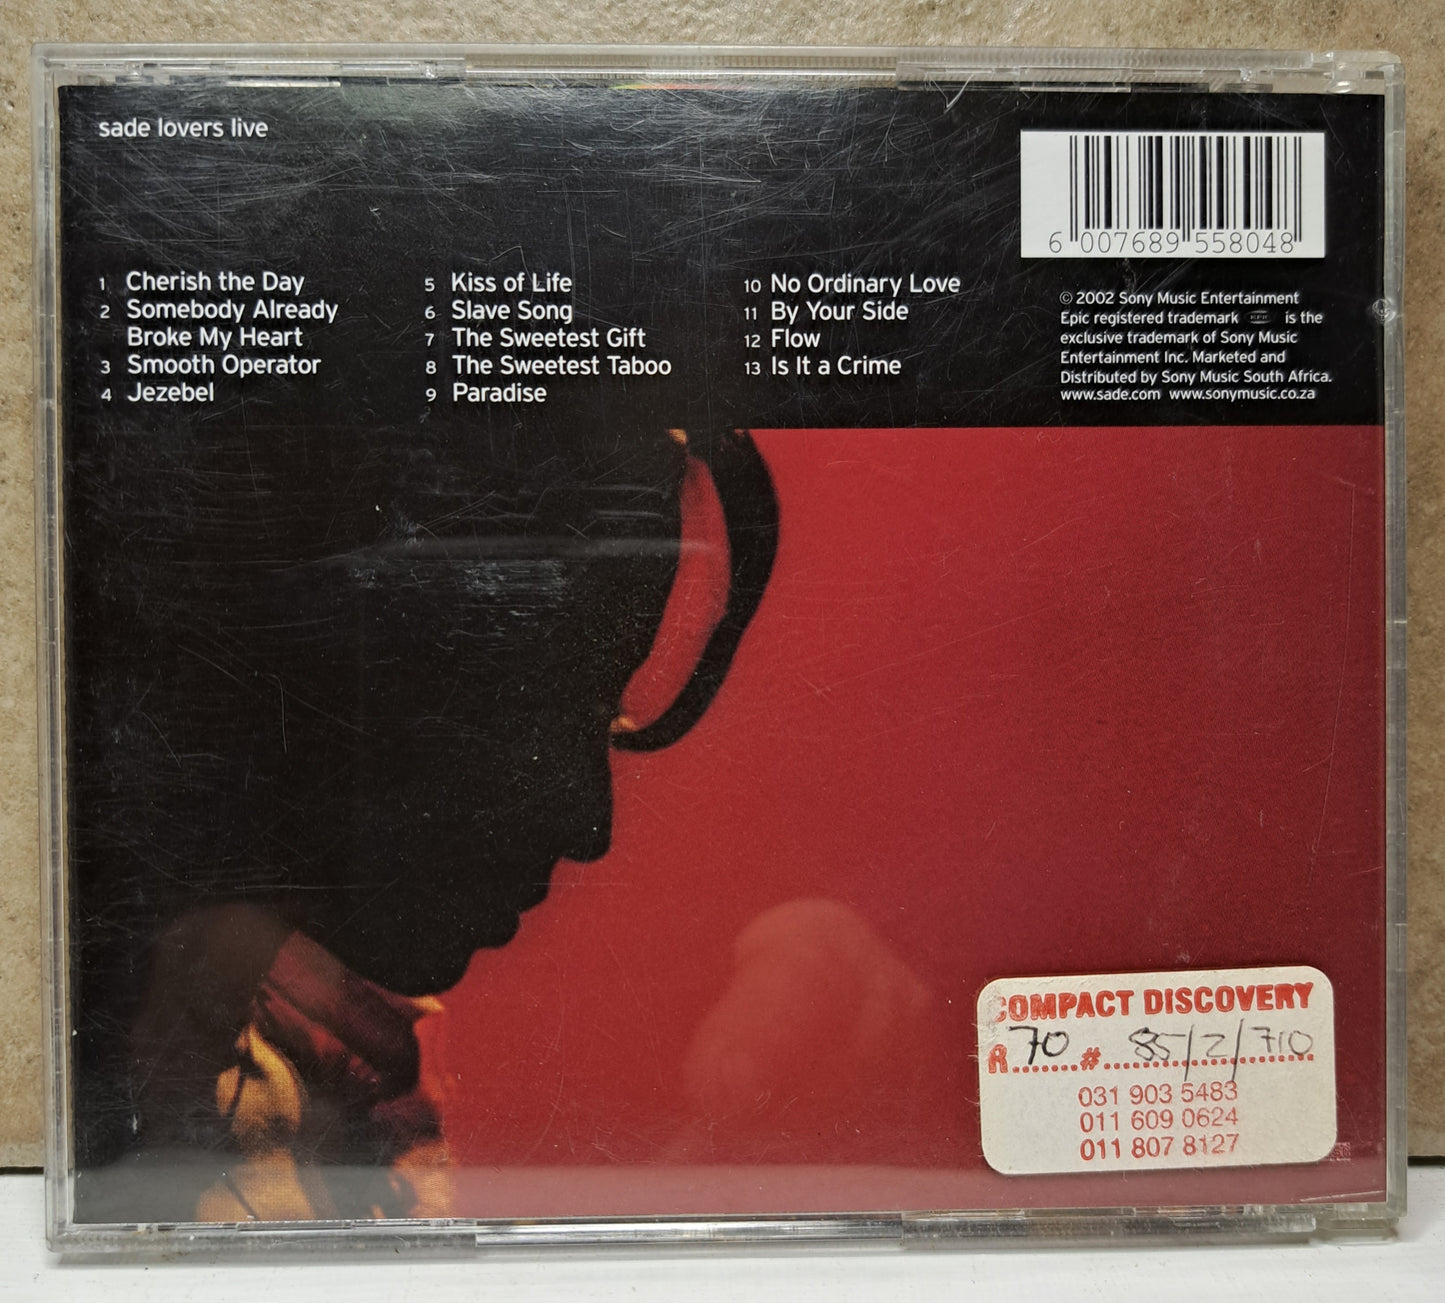 sade lovers live
1 Cherish the Day
2 Somebody Already
Broke My Heart
3 Smooth Operator
4 Jezebel
5 Kiss of Life
6 Slave Song
7 The Sweetest Gift
8 The Sweetest Taboo
9 Paradise
10 No Ordinary Love
11 By Your Side
12 Flow
13 Is It a Crime
6 007689 558048
© 2002 Sony Music Entertainment
Epic registered trademark EPIC is the
exclusive trademark of Sony Music
Entertainment Inc. Marketed and
Distributed by Sony Music South Africa.
www.sade.com www.sonymusic.co.za
COMPACT DISCOVERY
R 70 # 85/2/710
031 903 5483
011 609 0624
011 807 8127